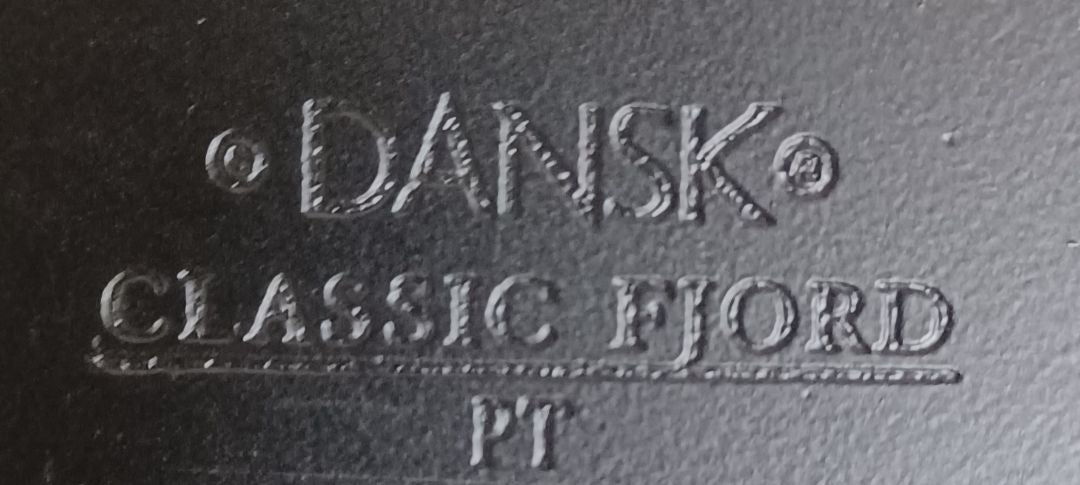 © DANSK ®
CLASSIC FJORD
PT